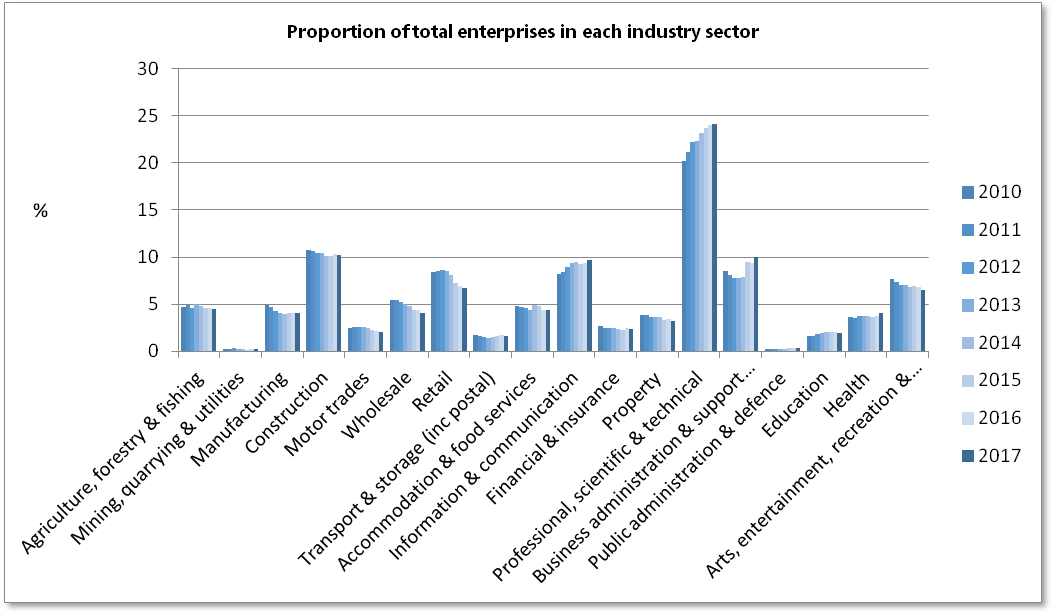 Proportion of total enterprises in each industry sector
30
25
20
15
10
5
0
%
Agriculture, forestry & fishing
Mining, quarrying & utilities
Manufacturing
Construction
Motor trades
Wholesale
Retail
Transport & storage (inc postal)
Accommodation & food services
Information & communication
Financial & insurance
Property
Professional, scientific & technical
Business administration & support...
Public administration & defence
Education
Health
Arts, entertainment, recreation &...
2010
2011
2012
2013
2014
2015
2016
2017